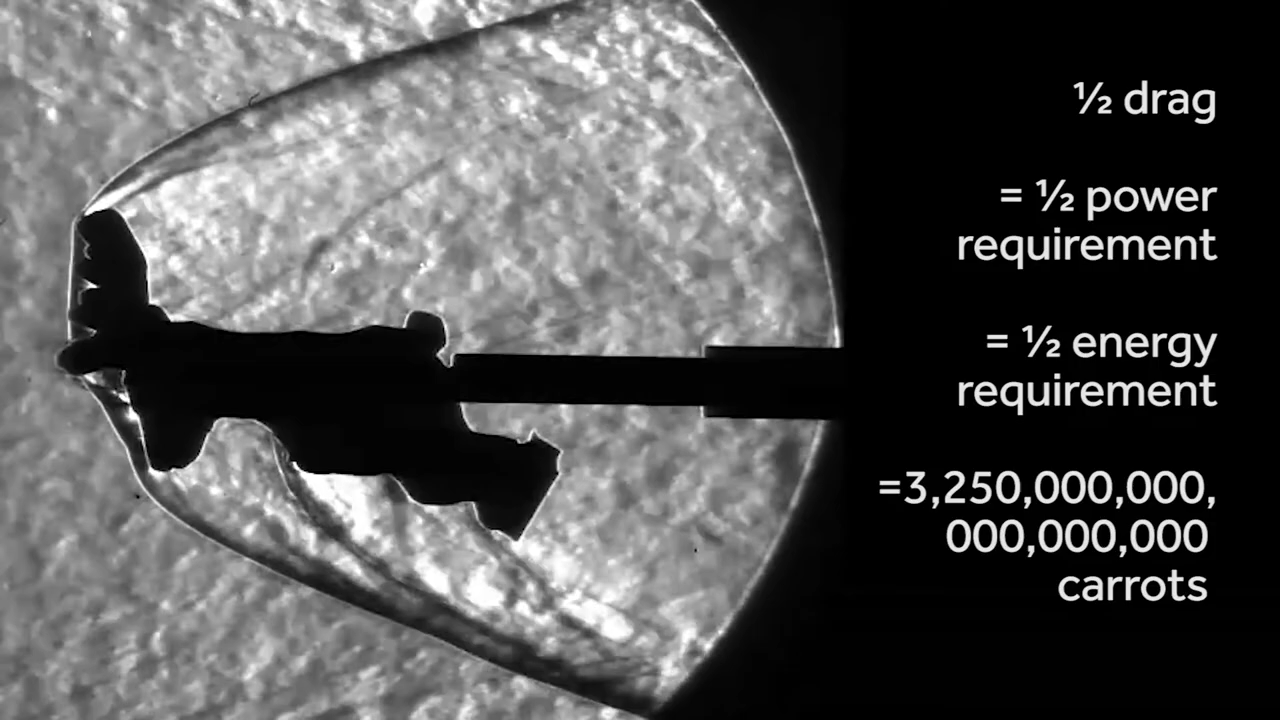 ½ drag
= ½ power
requirement
= ½ energy
requirement
=3,250,000,000,
000,000,000
carrots